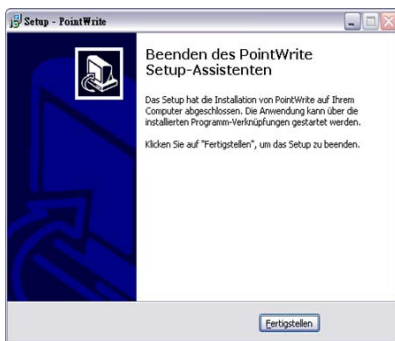 Setup - PointWrite
Beenden des PointWrite
Setup-Assistenten
Das Setup hat die Installation von PointWrite auf Ihrem
Computer abgeschlossen. Die Anwendung kann über die
installierten Programm-Verknüpfungen gestartet werden.
Klicken Sie auf "Fertigstellen", um das Setup zu beenden.
Fertigstellen